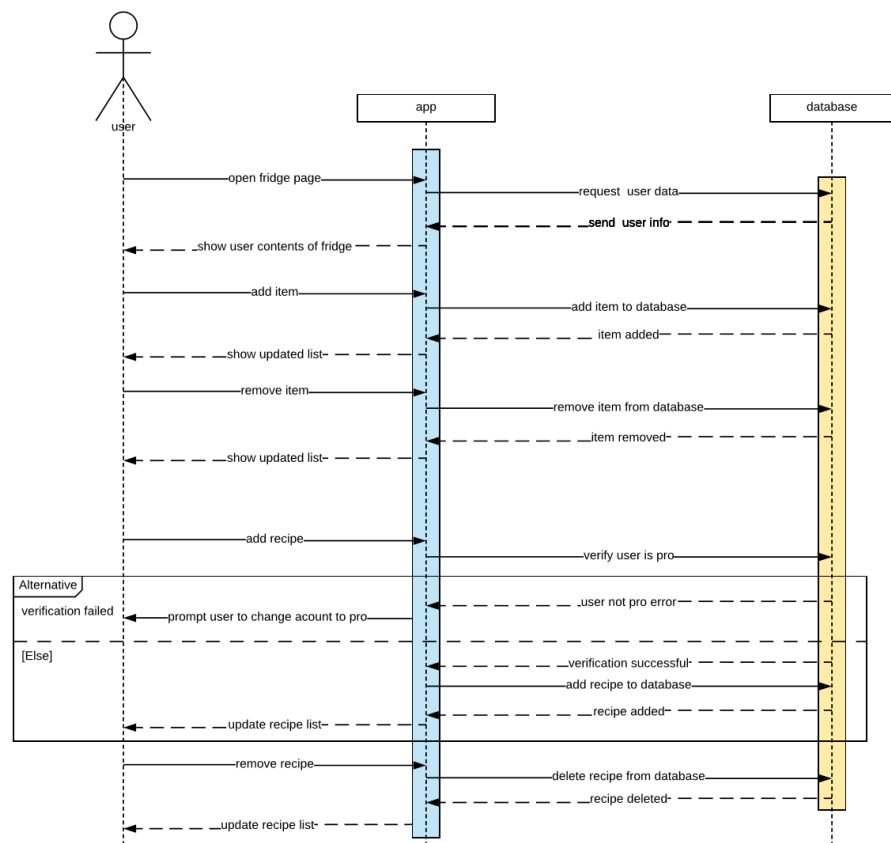 user
app
database
open fridge page
request user data
send user info
show user contents of fridge
add item
add item to database
item added
show updated list
remove item
remove item from database
item removed
show updated list
add recipe
verify user is pro
Alternative
verification failed
user not pro error
prompt user to change acount to pro
[Else]
verification successful
add recipe to database
recipe added
update recipe list
remove recipe
delete recipe from database
recipe deleted
update recipe list